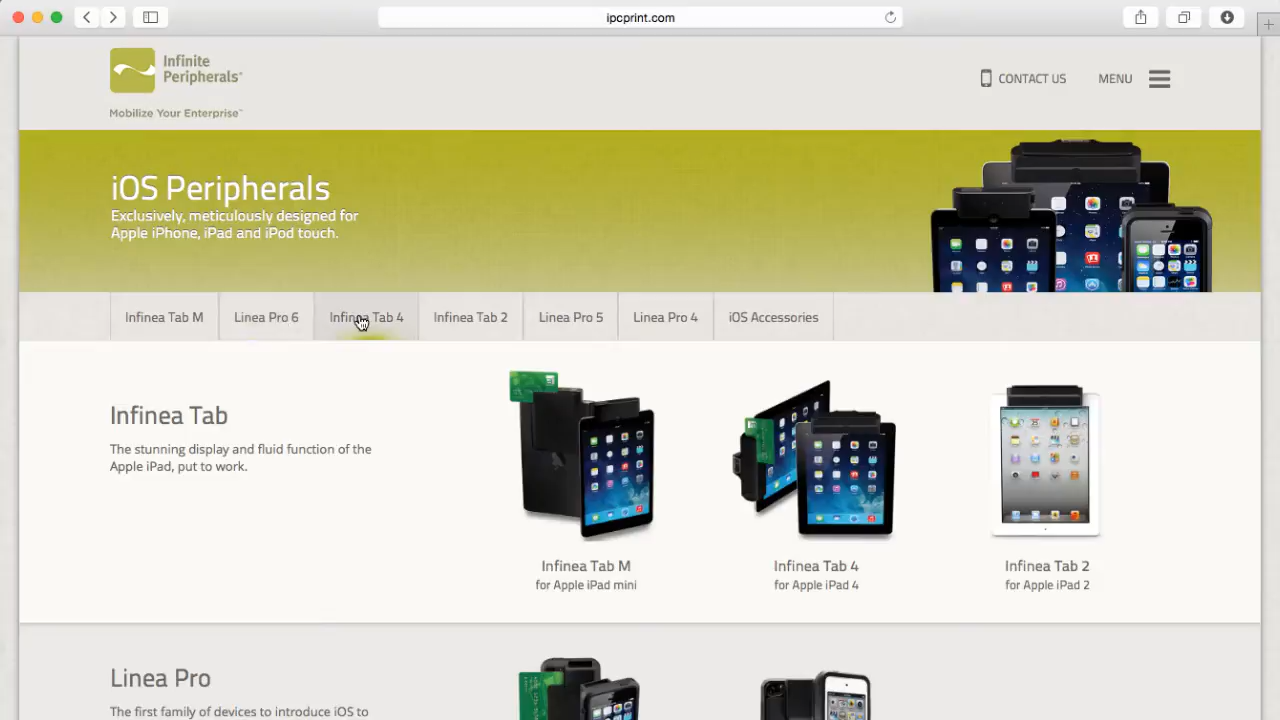 ipcprint.com
Infinite
Peripherals®
Mobilize Your Enterprise™
CONTACT US
MENU
iOS Peripherals
Exclusively, meticulously designed for
Apple iPhone, iPad and iPod touch.
Infinea Tab M
Linea Pro 6
Infinea Tab 4
Infinea Tab 2
Linea Pro 5
Linea Pro 4
iOS Accessories
Infinea Tab
The stunning display and fluid function of the
Apple iPad, put to work.
Infinea Tab M
for Apple iPad mini
Infinea Tab 4
for Apple iPad 4
Infinea Tab 2
for Apple iPad 2
Linea Pro
The first family of devices to introduce iOS to